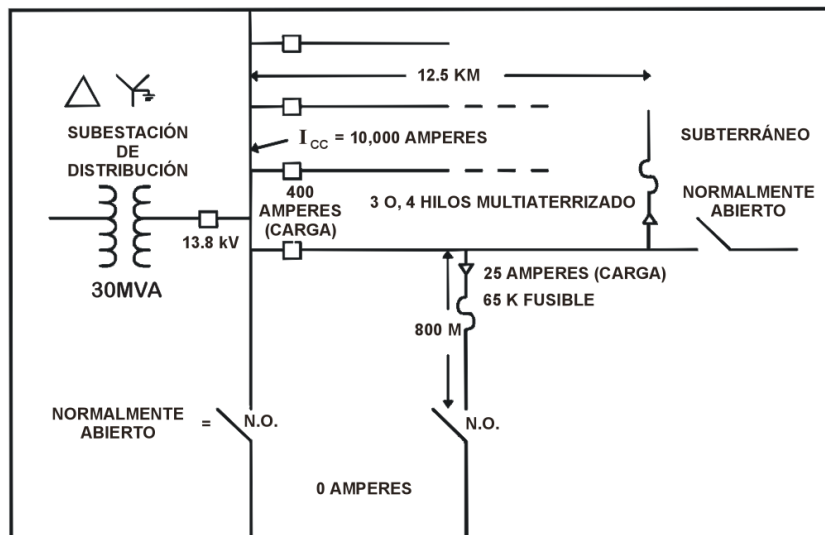 12.5 KM
SUBESTACIÓN
DE
DISTRIBUCIÓN
I CC = 10,000 AMPERES
SUBTERRÁNEO
400
AMPERES
(CARGA)
3 O, 4 HILOS MULTIATERRIZADO
NORMALMENTE
ABIERTO
13.8 kV
30MVA
25 AMPERES (CARGA)
65 K FUSIBLE
800 M
NORMALMENTE
ABIERTO
=
N.O.
N.O.
0 AMPERES